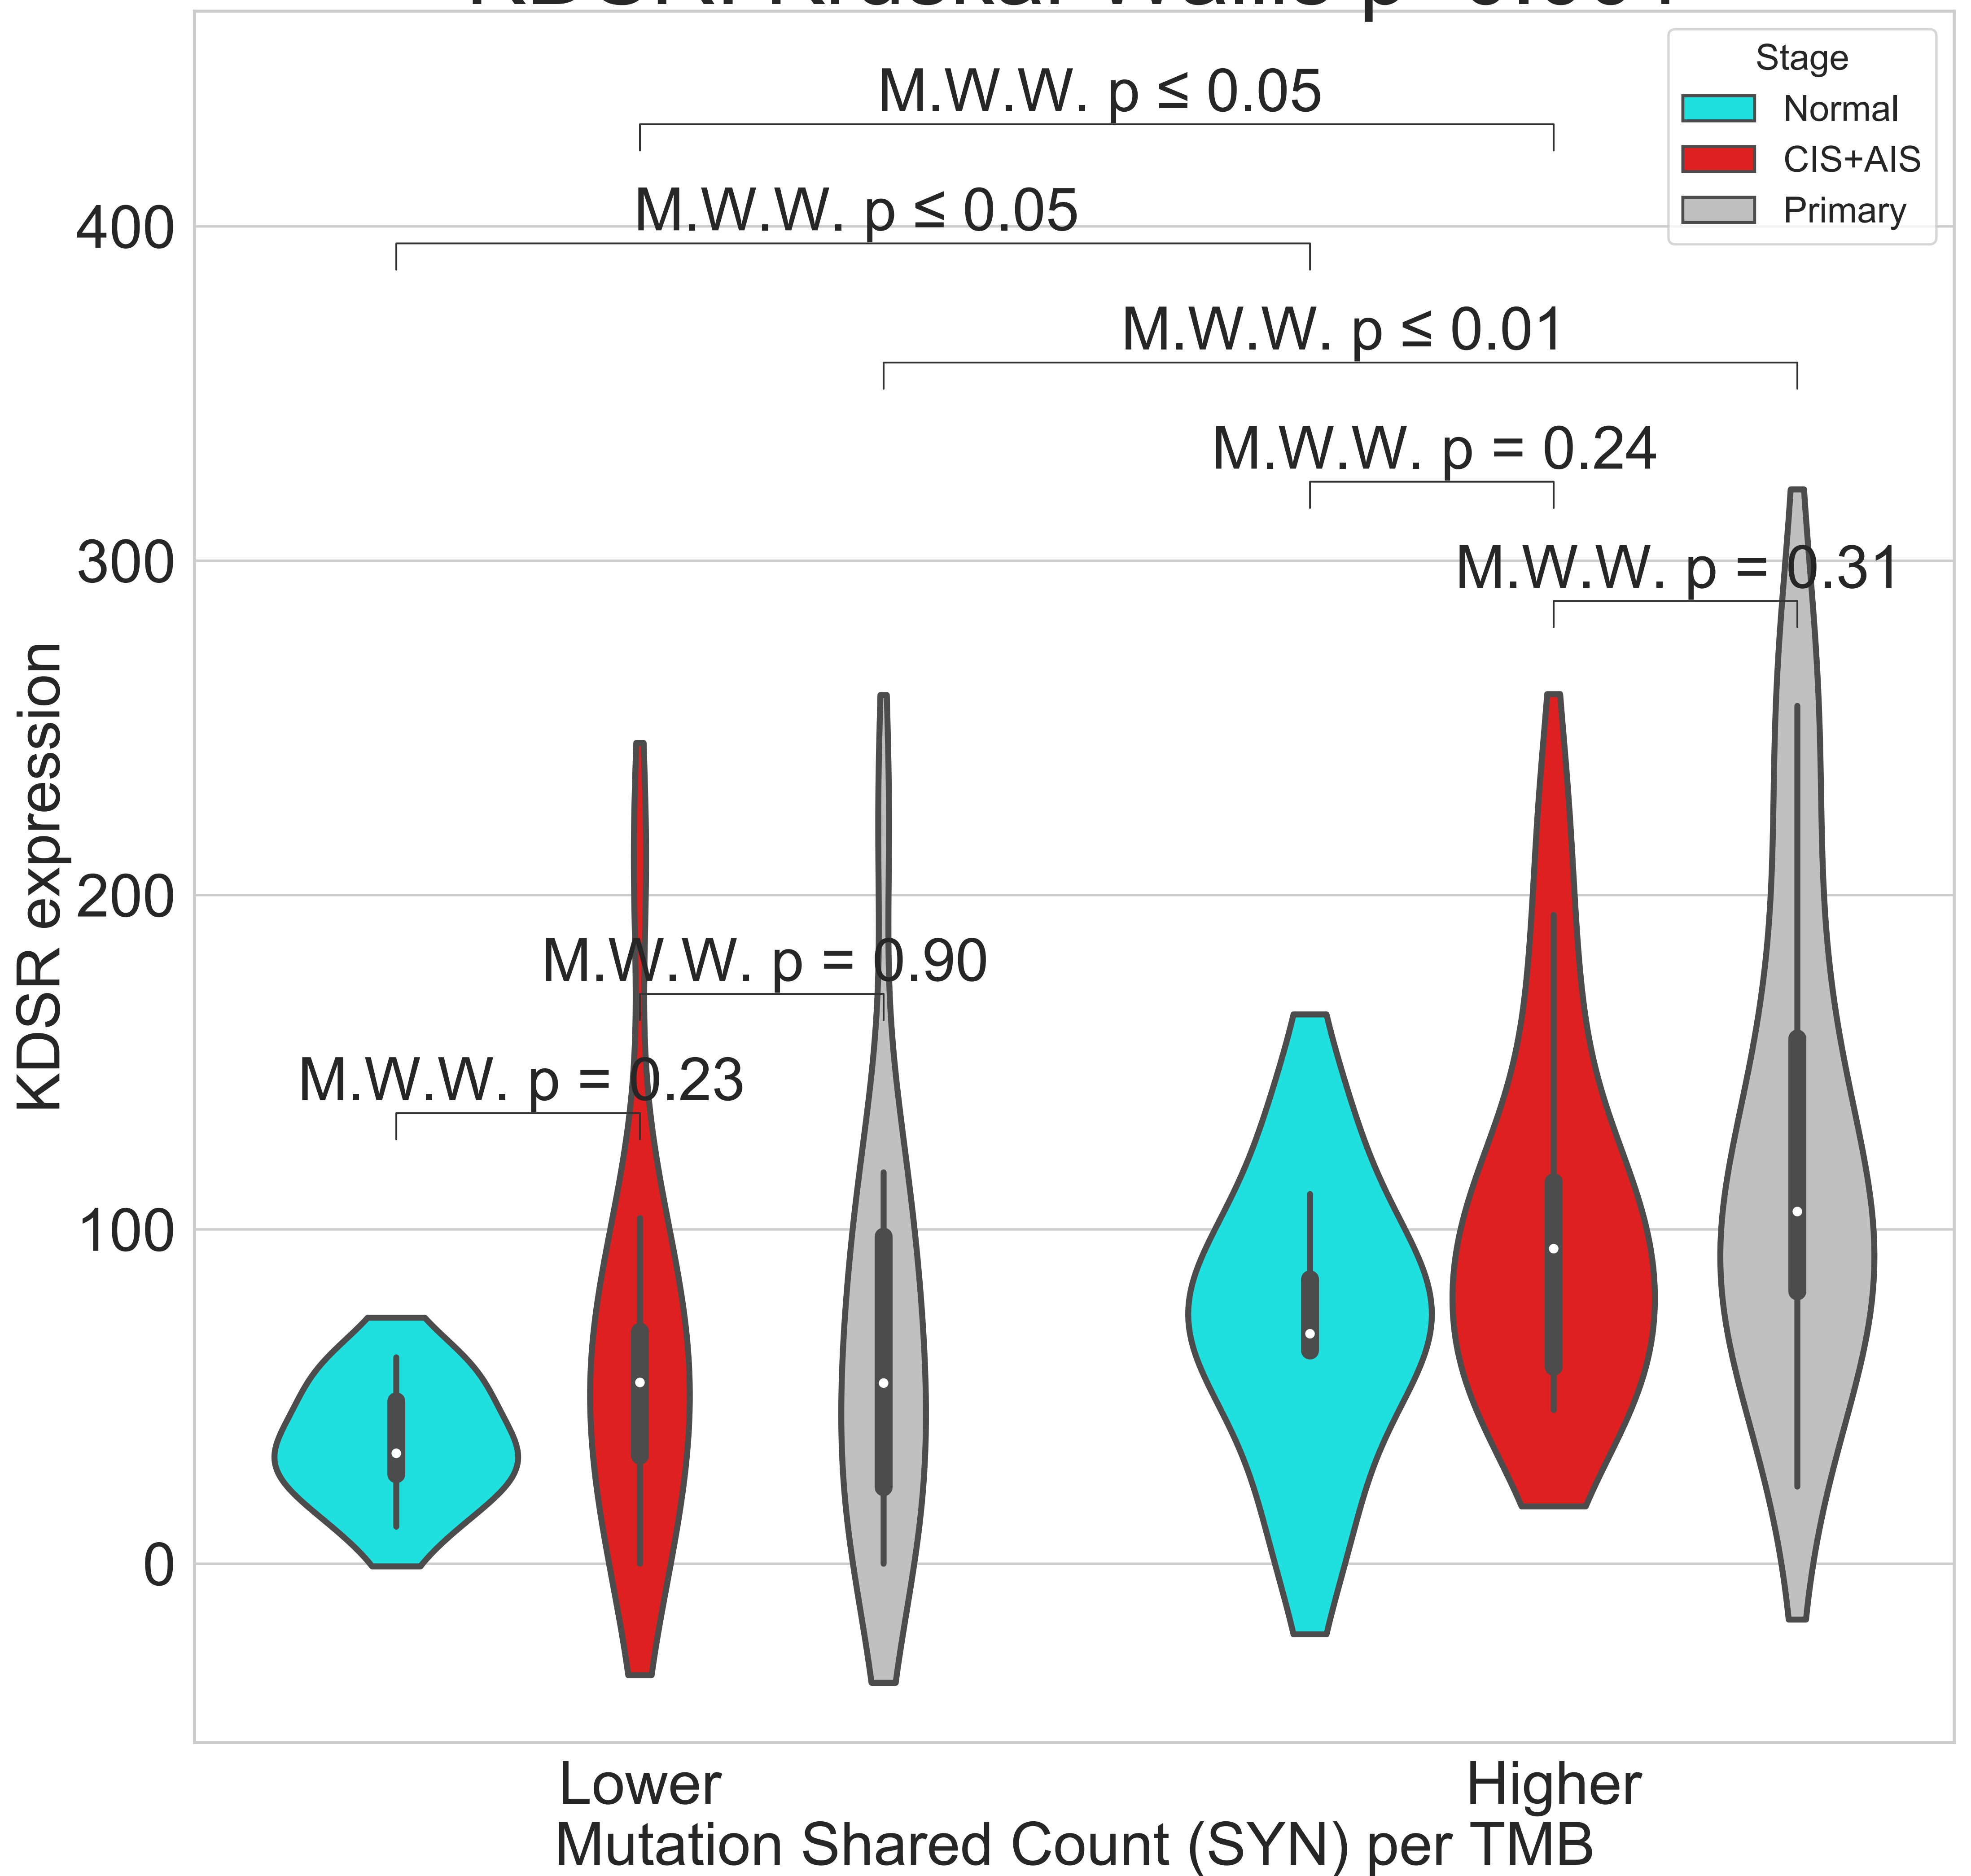 Stage
Normal
CIS+AIS
Primary
M.W.W. p ≤ 0.05
M.W.W. p ≤ 0.05
M.W.W. p ≤ 0.01
M.W.W. p = 0.24
M.W.W. p = 0.31
M.W.W. p = 0.90
M.W.W. p = 0.23
400
300
200
100
0
KDSR expression
Lower
Higher
Mutation Shared Count (SYN) per TMB